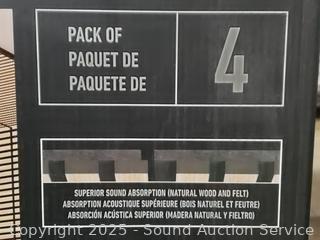 PACK OF
PAQUET DE
PAQUETE DE
4
SUPERIOR SOUND ABSORPTION (NATURAL WOOD AND FELT)
ABSORPTION ACOUSTIQUE SUPÉRIEURE (BOIS NATUREL ET FEUTRE)
ABSORCIÓN ACÚSTICA SUPERIOR (MADERA NATURAL Y FIELTRO)
Copyright 2025 - Sound Auction Service